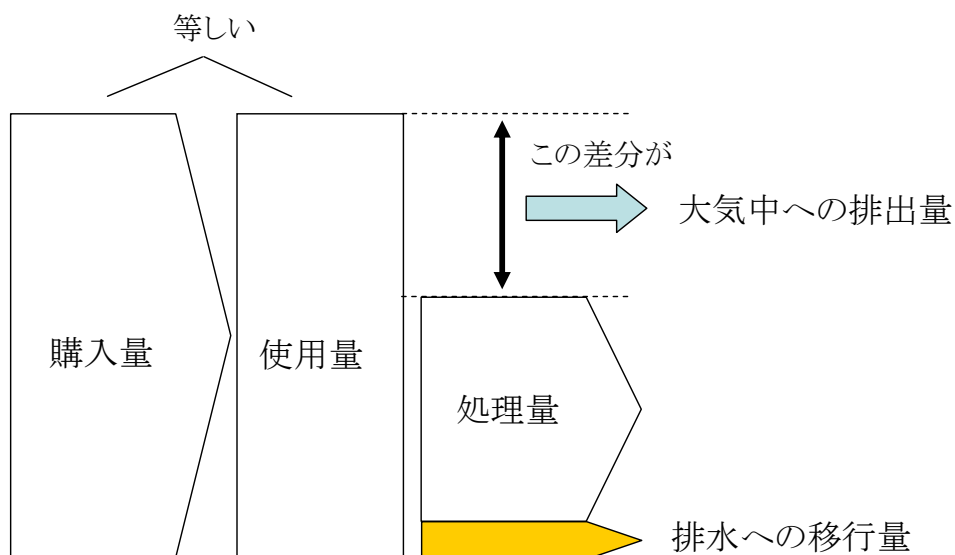 等しい
この差分が
大気中への排出量
購入量
使用量
処理量
排水への移行量